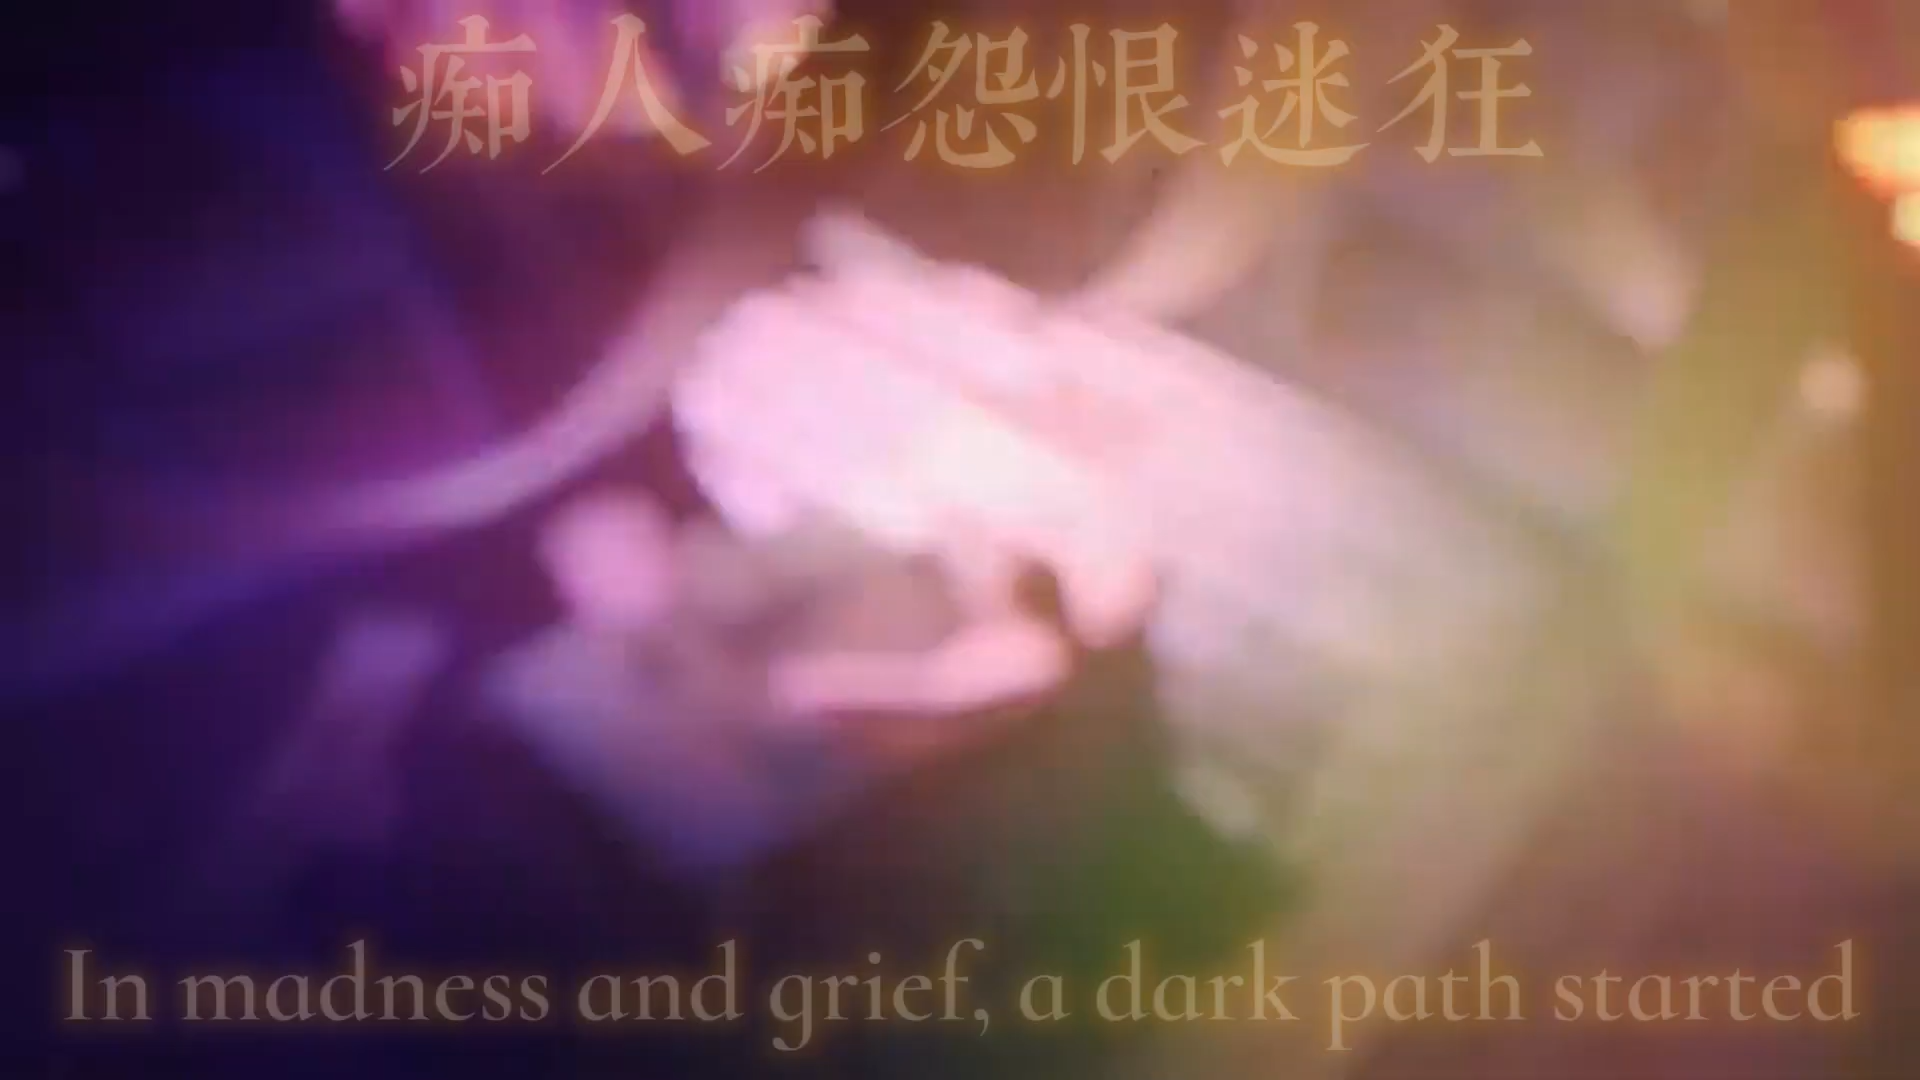 痴人痴怨恨迷狂
In madness and grief, a dark path started